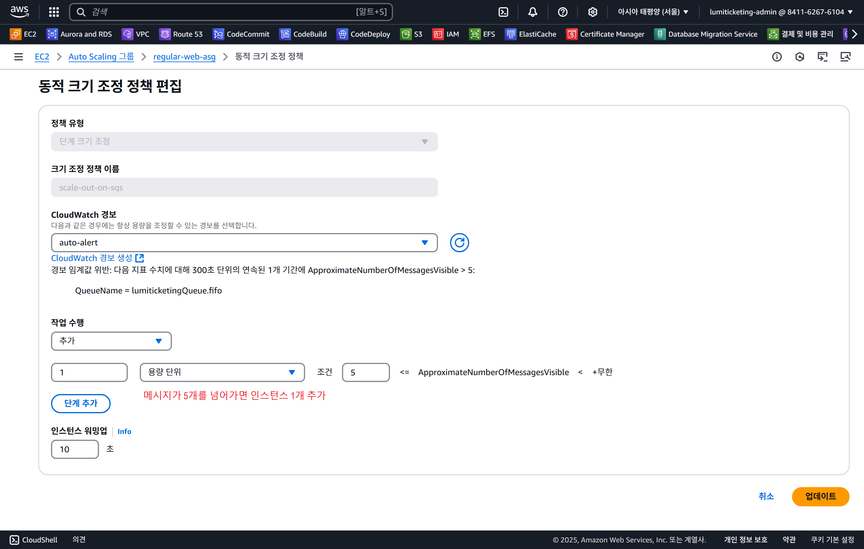 aws 검색 [알트+S] 아시아 태평양 (서울) ▼ lumiticketing-admin @ 8411-6267-6104 ▼
EC2 Aurora and RDS VPC Route 53 CodeCommit CodeBuild CodeDeploy S3 IAM EFS ElastiCache Certificate Manager Database Migration Service 결제 및 비용 관리
EC2 > Auto Scaling 그룹 > regular-web-asg > 동적 크기 조정 정책
동적 크기 조정 정책 편집
정책 유형
단계 크기 조정
크기 조정 정책 이름
scale-out-on-sqs
CloudWatch 경보
다음과 같은 경우에는 항상 용량을 조정할 수 있는 경보를 선택합니다.
auto-alert
CloudWatch 경보 생성
경보 임계값 위반: 다음 지표 수치에 대해 300초 단위의 연속된 1개 기간에 ApproximateNumberOfMessagesVisible > 5:
QueueName = lumiticketingQueue.fifo
작업 수행
추가
1 용량 단위 조건 5 <= ApproximateNumberOfMessagesVisible < +무한
메시지가 5개를 넘어가면 인스턴스 1개 추가
단계 추가
인스턴스 워밍업 Info
10 초
취소 업데이트
CloudShell 의견 © 2025, Amazon Web Services, Inc. 또는 계열사. 개인 정보 보호 약관 쿠키 기본 설정